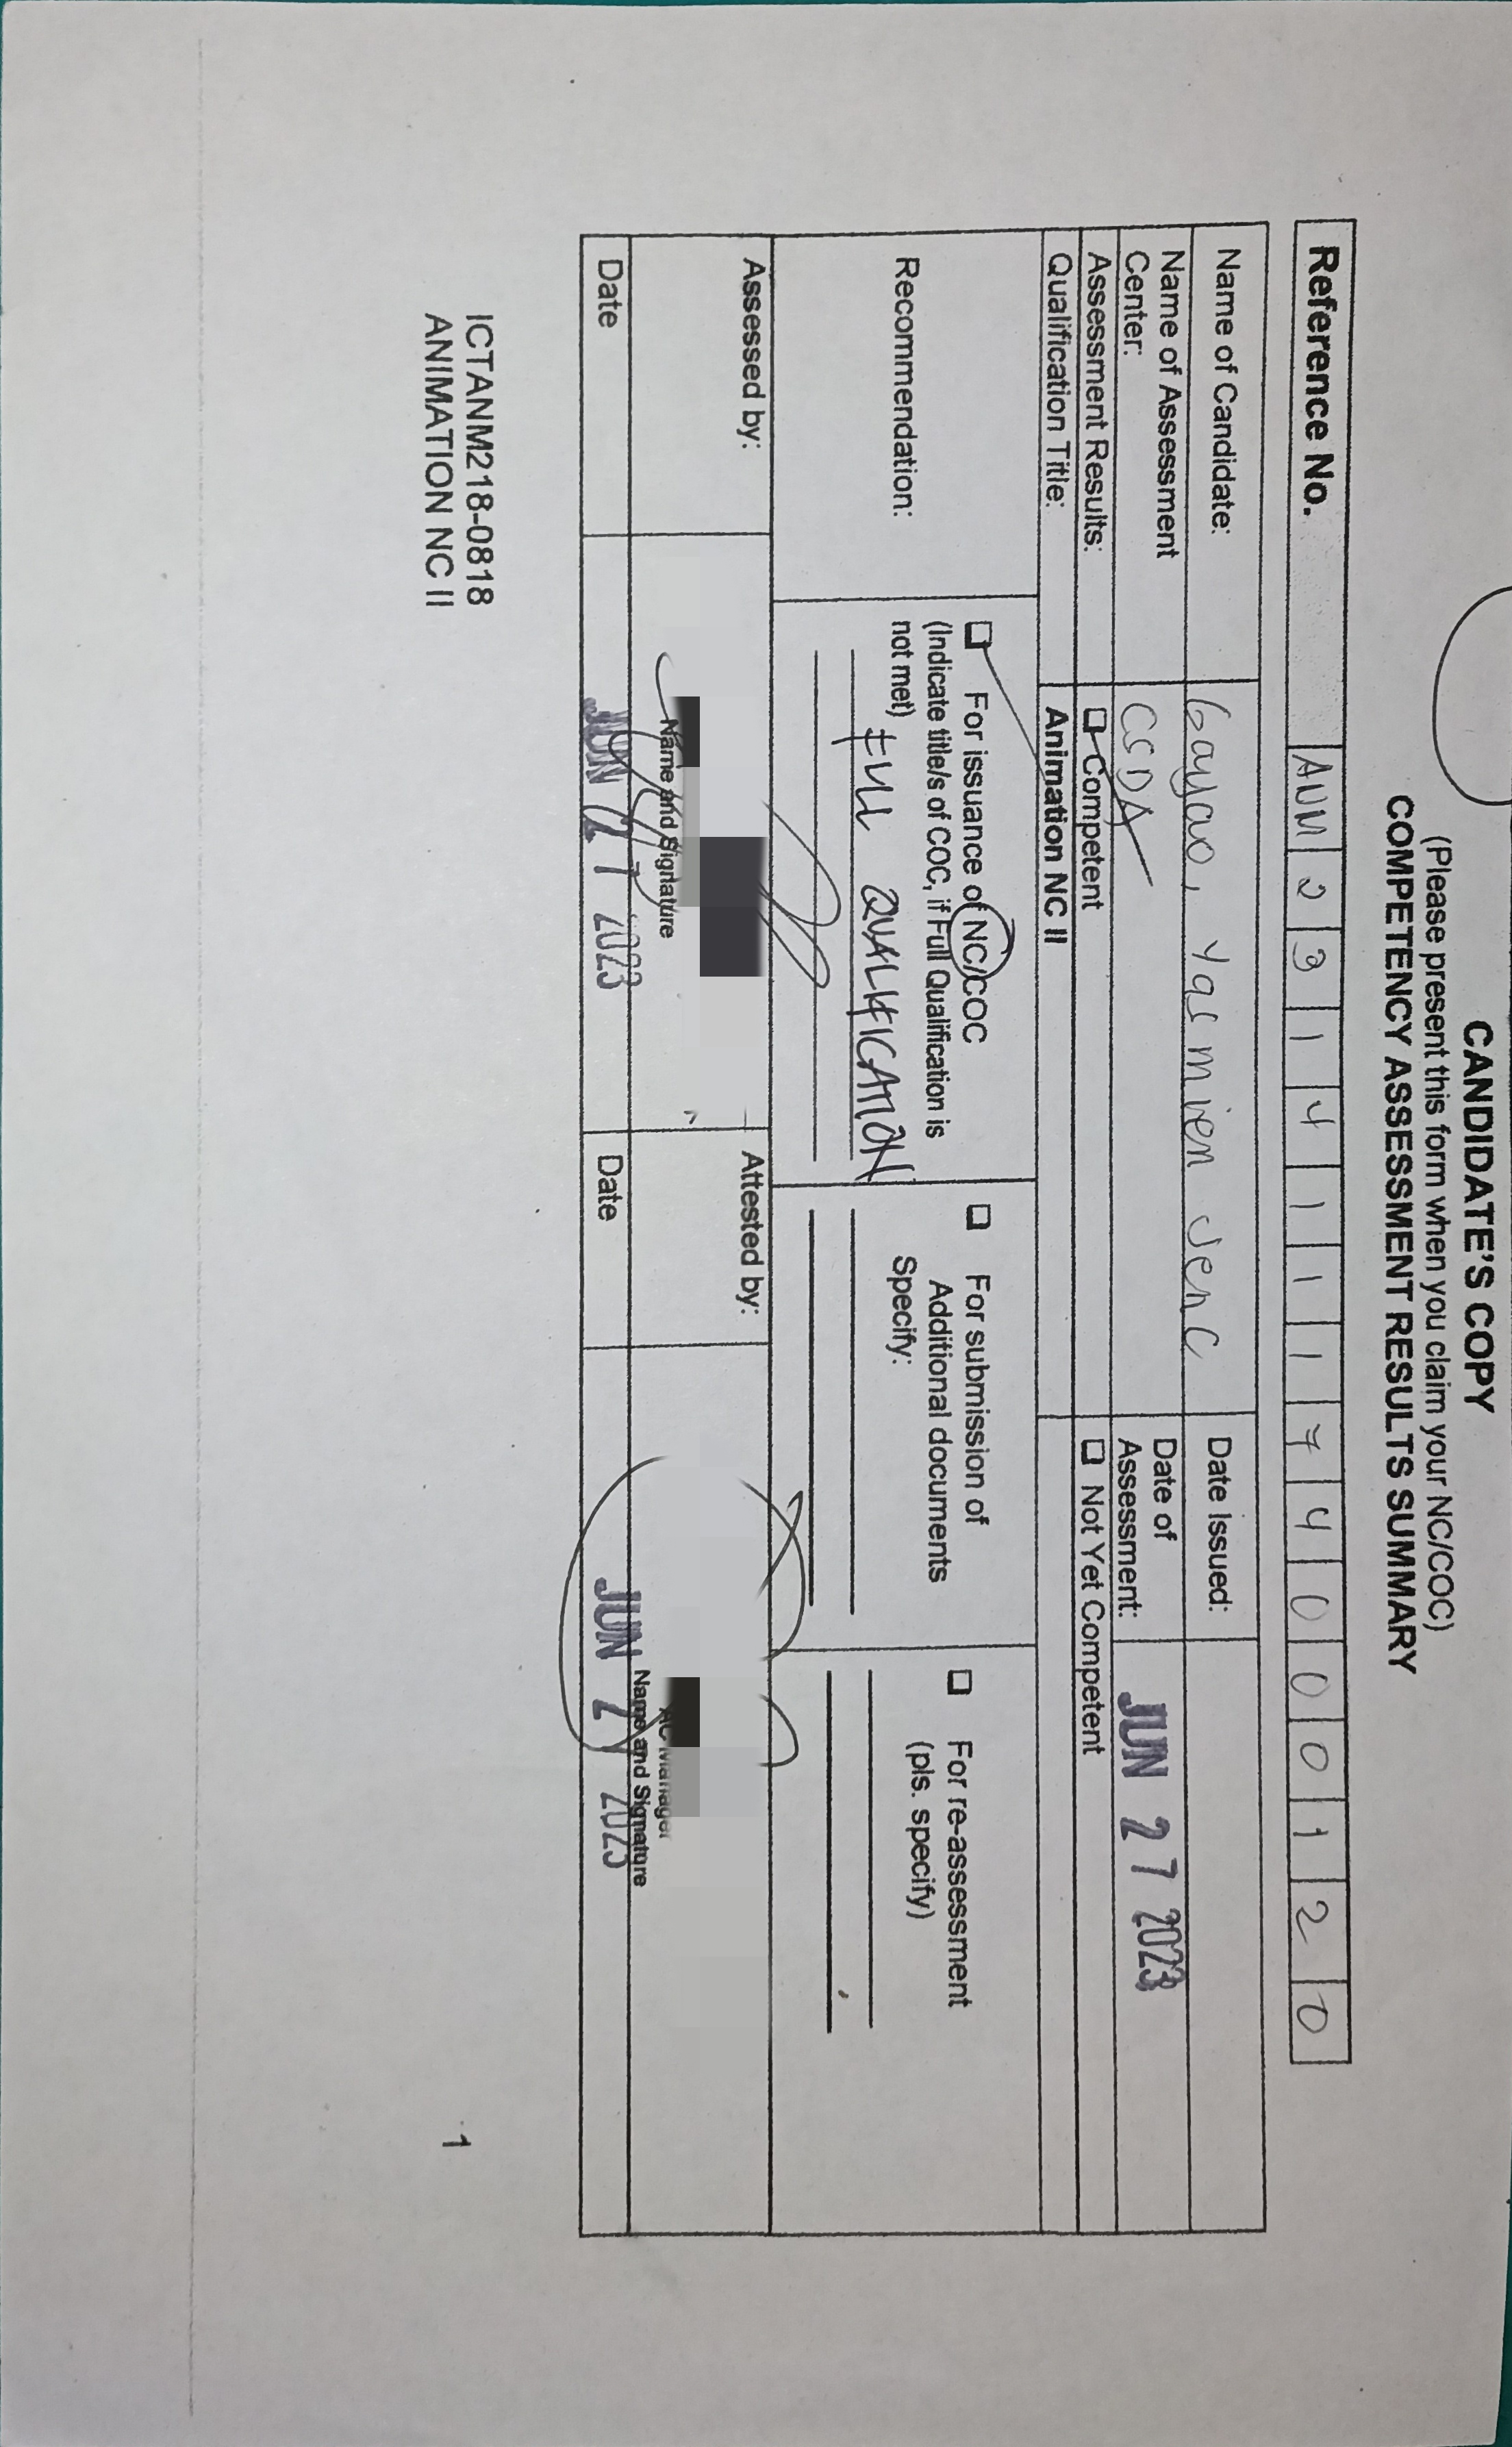 CANDIDATE'S COPY
(Please present this form when you claim your NC/COC)
COMPETENCY ASSESSMENT RESULTS SUMMARY
Reference No. ANM 2 3 1 4 1 1 1 7 4 0 0 0 1 2 0
Name of Candidate: Gayao, Yasmien Jen C Date Issued:
Name of Assessment Center: CSDA Date of Assessment: JUN 27 2023
Assessment Results: ☐ Competent ☐ Not Yet Competent
Qualification Title: Animation NC II
Recommendation:
☐ For issuance of NC/COC
(Indicate title/s of COC, if Full Qualification is
not met)
FULL QUALIFICATION
☐ For submission of
Additional documents
Specify:
☐ For re-assessment
(pls. specify)
Assessed by:
Name and Signature
Attested by:
AC Manager
Name and Signature
Date JUN 27 2023 Date JUN 27 2023
ICTANM218-0818
ANIMATION NC II
1